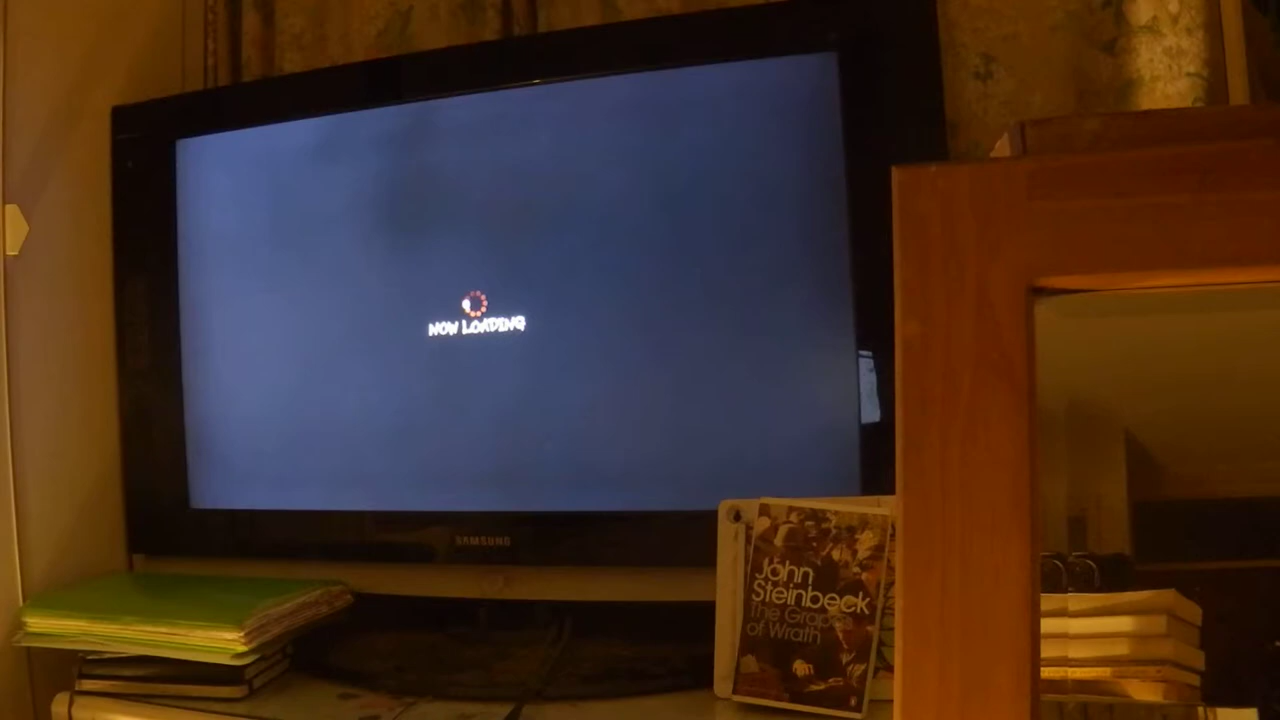 NOW LOADING
SAMSUNG
John
Steinbeck
The Grapes
of Wrath